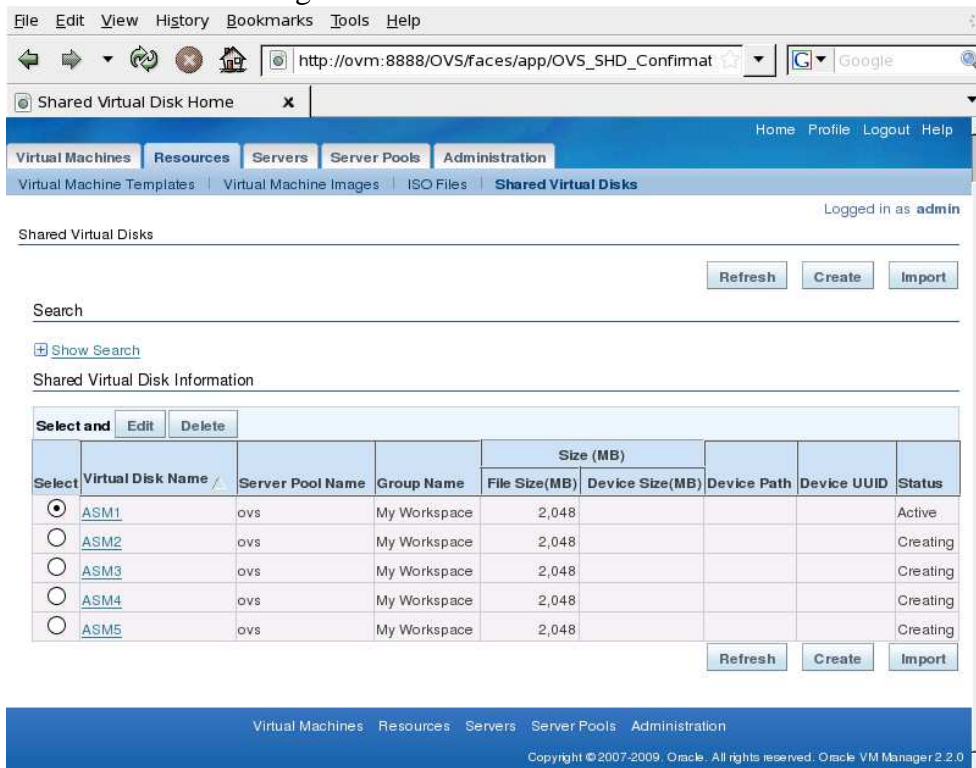 File Edit View History Bookmarks Tools Help
http://ovm:8888/OVS/faces/app/OVS_SHD_Confirmat
G Google
Shared Virtual Disk Home x
Home Profile Logout Help
Virtual Machines Resources Servers Server Pools Administration
Virtual Machine Templates | Virtual Machine Images | ISO Files | Shared Virtual Disks
Logged in as admin
Shared Virtual Disks
Refresh Create Import
Search
Show Search
Shared Virtual Disk Information
Select and Edit Delete
Size (MB)
Select Virtual Disk Name Server Pool Name Group Name File Size(MB) Device Size(MB) Device Path Device UUID Status
ASM1 ovs My Workspace 2,048 Active
ASM2 ovs My Workspace 2,048 Creating
ASM3 ovs My Workspace 2,048 Creating
ASM4 ovs My Workspace 2,048 Creating
ASM5 ovs My Workspace 2,048 Creating
Refresh Create Import
Virtual Machines Resources Servers Server Pools Administration
Copyright ©2007-2009. Oracle. All rights reserved. Oracle VM Manager 2.2.0